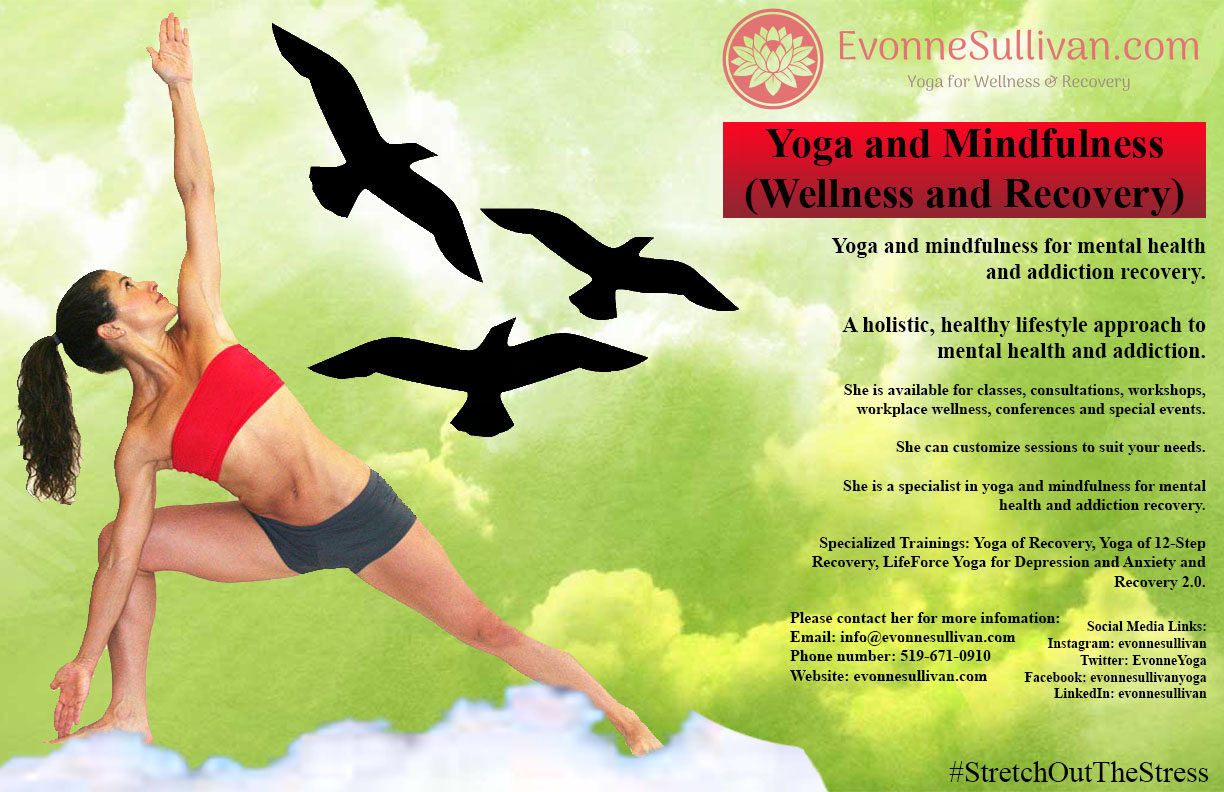 EvonneSullivan.com
Yoga for Wellness & Recovery
Yoga and Mindfulness
(Wellness and Recovery)
Yoga and mindfulness for mental health
and addiction recovery.
A holistic, healthy lifestyle approach to
mental health and addiction.
She is available for classes, consultations, workshops,
workplace wellness, conferences and special events.
She can customize sessions to suit your needs.
She is a specialist in yoga and mindfulness for mental
health and addiction recovery.
Specialized Trainings: Yoga of Recovery, Yoga of 12-Step
Recovery, LifeForce Yoga for Depression and Anxiety and
Recovery 2.0.
Please contact her for more infomation:
Email: info@evonnesullivan.com
Phone number: 519-671-0910
Website: evonnesullivan.com
Social Media Links:
Instagram: evonnesullivan
Twitter: EvonneYoga
Facebook: evonnesullivanyoga
LinkedIn: evonnesullivan
#StretchOutTheStress